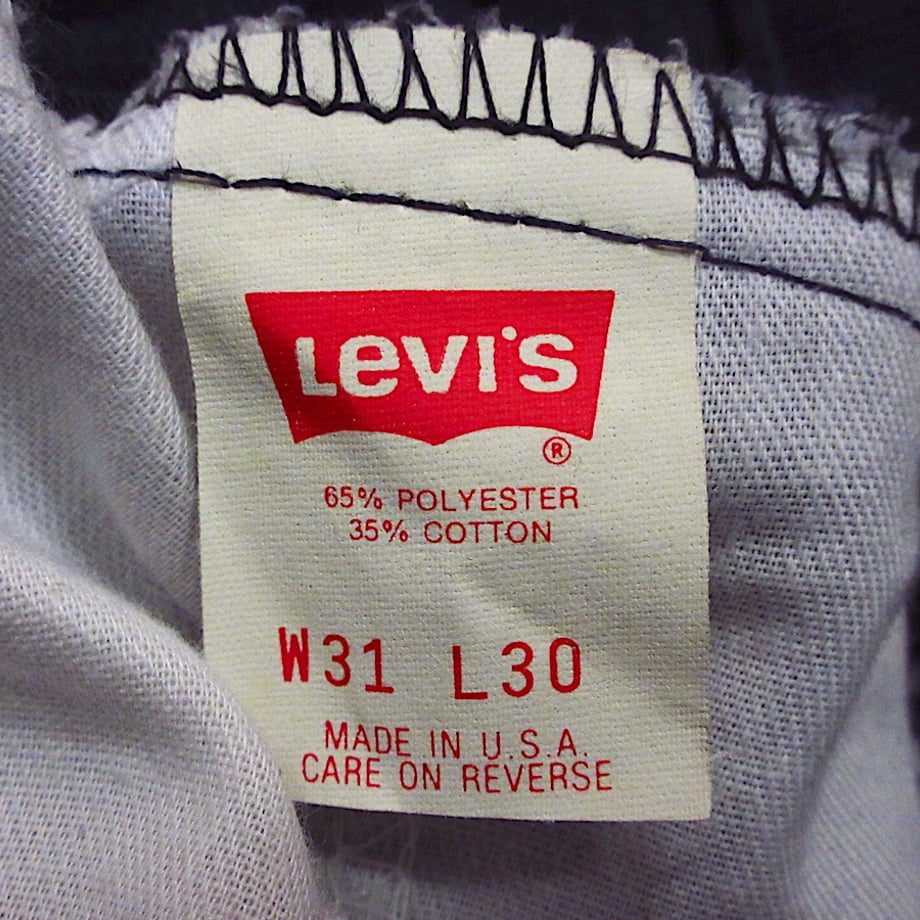 Levi's
®
65% POLYESTER
35% COTTON
W31 L30
MADE IN U.S.A.
CARE ON REVERSE